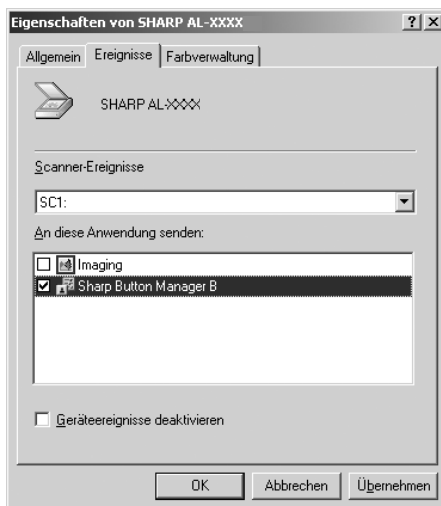 Eigenschaften von SHARP AL-XXXX
Allgemein Ereignisse Farbverwaltung
SHARP AL-XXXX
Scanner-Ereignisse
SC1:
An diese Anwendung senden:
Imaging
Sharp Button Manager B
Geräteereignisse deaktivieren
OK Abbrechen Übernehmen